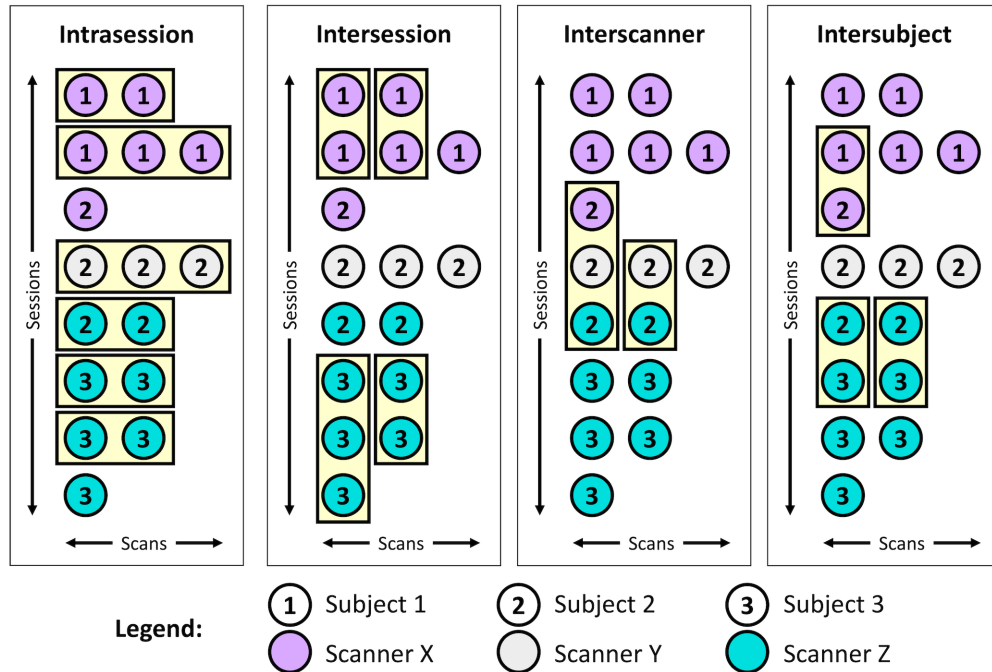 Intrasession Intersession Interscanner Intersubject
1 1 1 1 1 1 1 1
1 1 1 1 1 1 1 1 1 1 1 1
2 2 2 2
2 2 2 2 2 2 2 2 2 2 2 2
2 2 2 2 2 2 2 2
3 3 3 3 3 3 3 3
3 3 3 3 3 3 3 3
3 3 3 3
Sessions Sessions Sessions Sessions
Scans Scans Scans Scans
Legend:
1 Subject 1 2 Subject 2 3 Subject 3
Scanner X Scanner Y Scanner Z